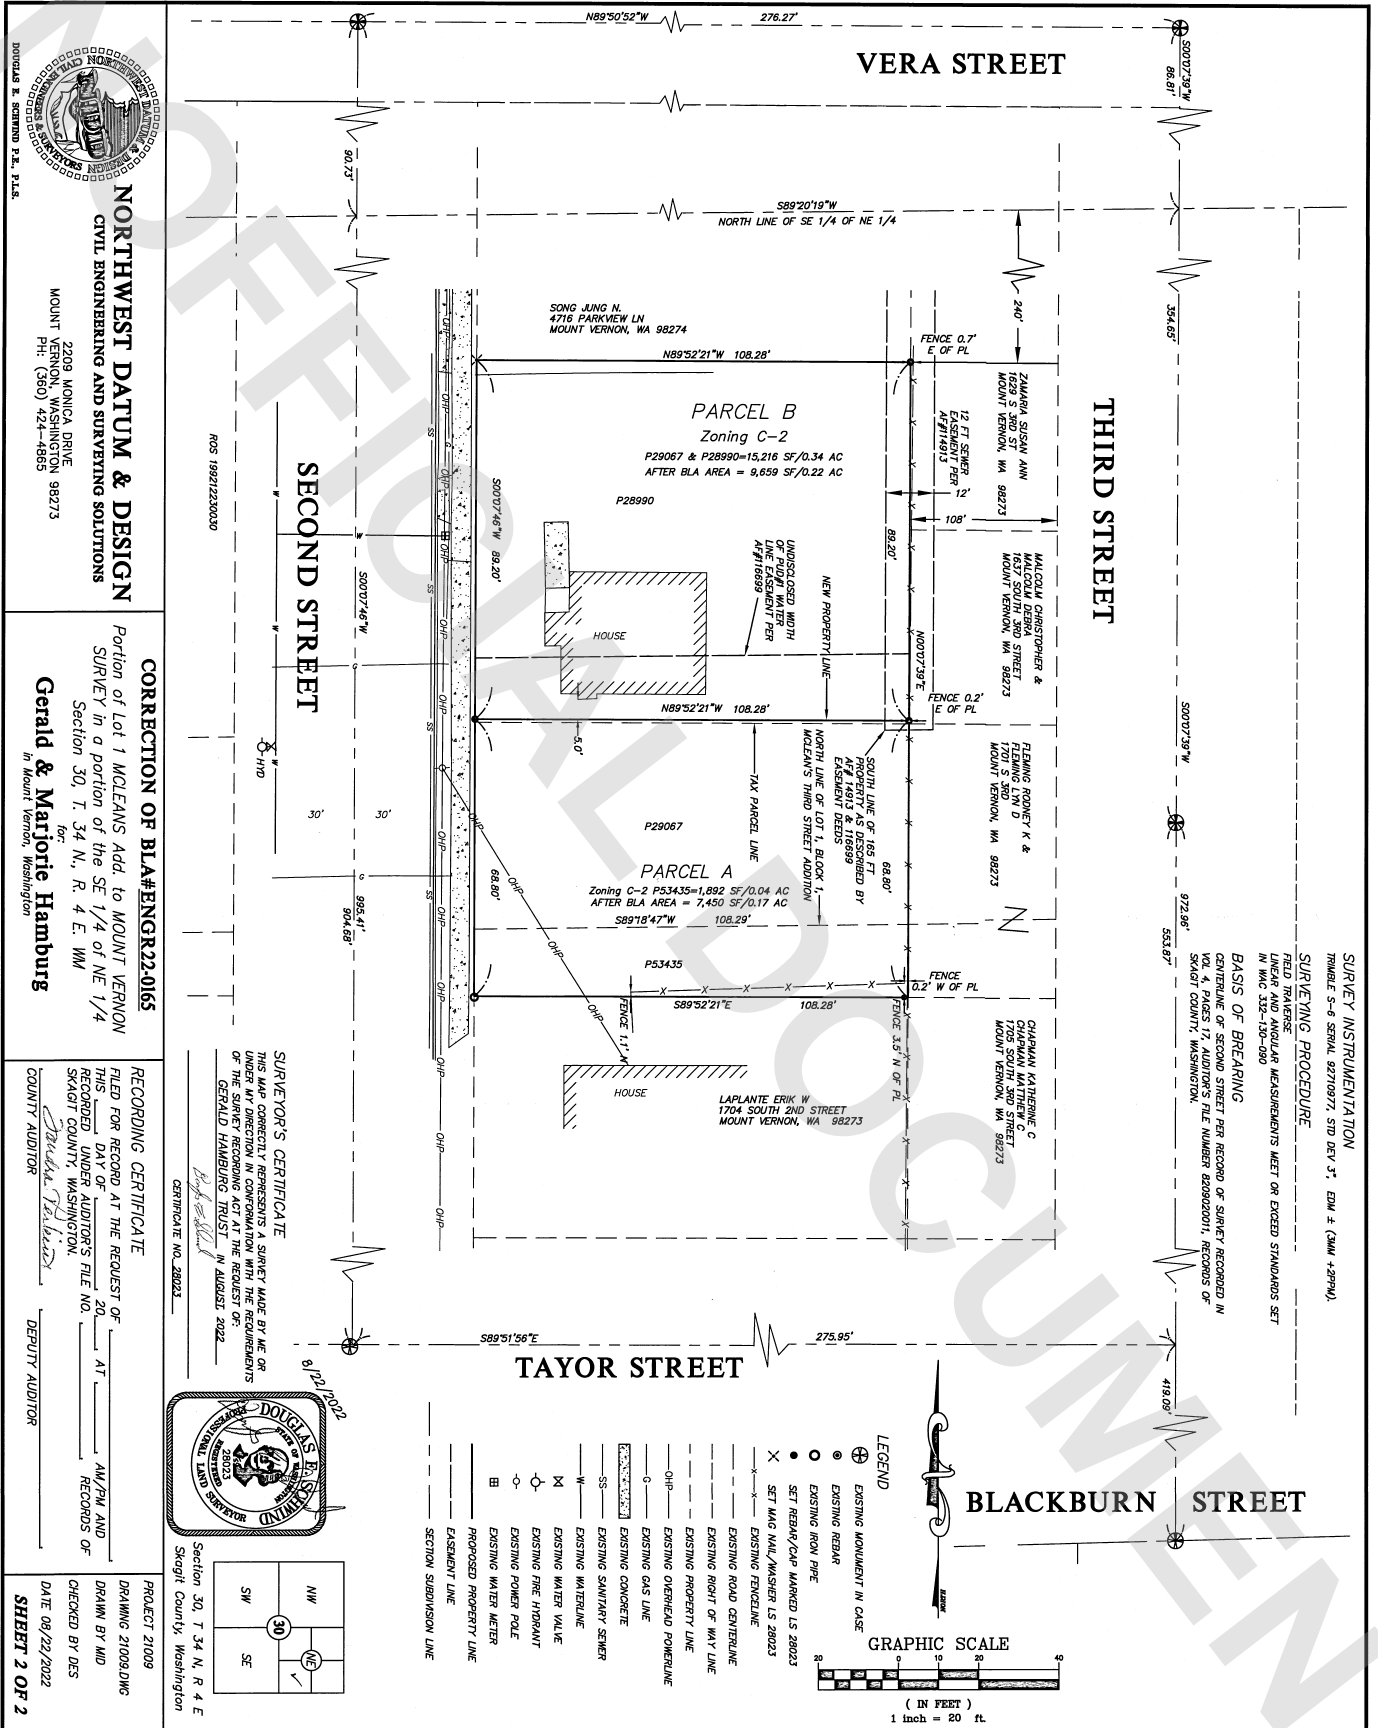 UNOFFICIAL DOCUMENT
N89°50'52"W 276.27'
VERA STREET
S00°07'39"W
86.81'
90.73'
S89°20'19"W
NORTH LINE OF SE 1/4 OF NE 1/4
240'
354.65'
SONG JUNG N.
4716 PARKVIEW LN
MOUNT VERNON, WA 98274
FENCE 0.7'
E OF PL
N89°52'21"W 108.28'
ZAMARIA SUSAN ANN
1629 S 3RD ST
MOUNT VERNON, WA 98273
THIRD STREET
PARCEL B
Zoning C-2
P29067 & P28990=15,216 SF/0.34 AC
AFTER BLA AREA = 9,659 SF/0.22 AC
P28990
12 FT SEWER
EASEMENT PER
AF#114913
12'
108'
89.20'
S00°07'46"W 89.20'
MALCOLM CHRISTOPHER &
MALCOLM DEBRA
1637 SOUTH 3RD STREET
MOUNT VERNON, WA 98273
UNDISCLOSED WIDTH
OF PUD#1 WATER
LINE EASEMENT PER
AF#116699
NEW PROPERTY LINE
N00°07'39"E
HOUSE
FENCE 0.2'
E OF PL
N89°52'21"W 108.28'
5.0'
TAX PARCEL LINE
NORTH LINE OF LOT 1, BLOCK 1,
MCLEAN'S THIRD STREET ADDITION
SOUTH LINE OF 165 FT
PROPERTY AS DESCRIBED BY
AF# 14913 & 116699
EASEMENT DEEDS
FLEMING RODNEY K &
FLEMING LYN D
1701 S 3RD
MOUNT VERNON, WA 98273
S00°07'39"W
P29067
PARCEL A
Zoning C-2 P53435=1,892 SF/0.04 AC
AFTER BLA AREA = 7,450 SF/0.17 AC
S89°18'47"W 108.29'
68.80'
68.80'
972.96'
553.87'
P53435
FENCE
0.2' W OF PL
S89°52'21"E 108.28'
FENCE 1.1' N
FENCE 3.5' N OF PL
CHAPMAN KATHERINE C
CHAPMAN MATTHEW C
1705 SOUTH 3RD STREET
MOUNT VERNON, WA 98273
HOUSE
LAPLANTE ERIK W
1704 SOUTH 2ND STREET
MOUNT VERNON, WA 98273
SECOND STREET
S00°07'46"W
ROS 199212230030
HYD
30'
30'
995.41'
904.68'
OHP
SS
G
W
X
S89°51'56"E
275.95'
TAYOR STREET
419.09'
BLACKBURN STREET
SURVEY INSTRUMENTATION
TRIMBLE S-6 SERIAL 92710977, STD DEV 3", EDM ± (3MM +2PPM).
SURVEYING PROCEDURE
FIELD TRAVERSE
LINEAR AND ANGULAR MEASUREMENTS MEET OR EXCEED STANDARDS SET
IN WAC 332-130-090
BASIS OF BEARING
CENTERLINE OF SECOND STREET PER RECORD OF SURVEY RECORDED IN
VOL 4, PAGES 17, AUDITOR'S FILE NUMBER 8209020011, RECORDS OF
SKAGIT COUNTY, WASHINGTON.
LEGEND
EXISTING MONUMENT IN CASE
EXISTING REBAR
EXISTING IRON PIPE
SET REBAR/CAP MARKED LS 28023
SET MAG NAIL/WASHER LS 28023
EXISTING FENCELINE
EXISTING ROAD CENTERLINE
EXISTING RIGHT OF WAY LINE
EXISTING PROPERTY LINE
OHP EXISTING OVERHEAD POWERLINE
G EXISTING GAS LINE
EXISTING CONCRETE
SS EXISTING SANITARY SEWER
W EXISTING WATERLINE
EXISTING WATER VALVE
EXISTING FIRE HYDRANT
EXISTING POWER POLE
EXISTING WATER METER
PROPOSED PROPERTY LINE
EASEMENT LINE
SECTION SUBDIVISION LINE
GRAPHIC SCALE
20 0 10 20 40
( IN FEET )
1 inch = 20 ft.
SURVEYOR'S CERTIFICATE
THIS MAP CORRECTLY REPRESENTS A SURVEY MADE BY ME OR
UNDER MY DIRECTION IN CONFORMATION WITH THE REQUIREMENTS
OF THE SURVEY RECORDING ACT AT THE REQUEST OF:
GERALD HAMBURG TRUST IN AUGUST, 2022
CERTIFICATE NO. 28023
8/22/2022
DOUGLAS E. SCHWIND
STATE OF WASHINGTON
REGISTERED
28023
PROFESSIONAL LAND SURVEYOR
NW NE
30
SW SE
Section 30, T 34 N, R 4 E
Skagit County, Washington
NORTHWEST DATUM & DESIGN
CIVIL ENGINEERS & SURVEYORS
DOUGLAS E. SCHWIND P.E., P.L.S.
NORTHWEST DATUM & DESIGN
CIVIL ENGINEERING AND SURVEYING SOLUTIONS
2209 MONICA DRIVE
MOUNT VERNON, WASHINGTON 98273
PH: (360) 424-4865
CORRECTION OF BLA#ENGR22-0165
Portion of Lot 1 MCLEANS Add. to MOUNT VERNON
SURVEY in a portion of the SE 1/4 of NE 1/4
Section 30, T. 34 N., R. 4 E. WM
for:
Gerald & Marjorie Hamburg
in Mount Vernon, Washington
RECORDING CERTIFICATE
FILED FOR RECORD AT THE REQUEST OF
THIS DAY OF 20 AT AM/PM AND
RECORDED UNDER AUDITOR'S FILE NO. RECORDS OF
SKAGIT COUNTY, WASHINGTON.
COUNTY AUDITOR DEPUTY AUDITOR
PROJECT 21009
DRAWING 21009.DWG
DRAWN BY MID
CHECKED BY DES
DATE 08/22/2022
SHEET 2 OF 2